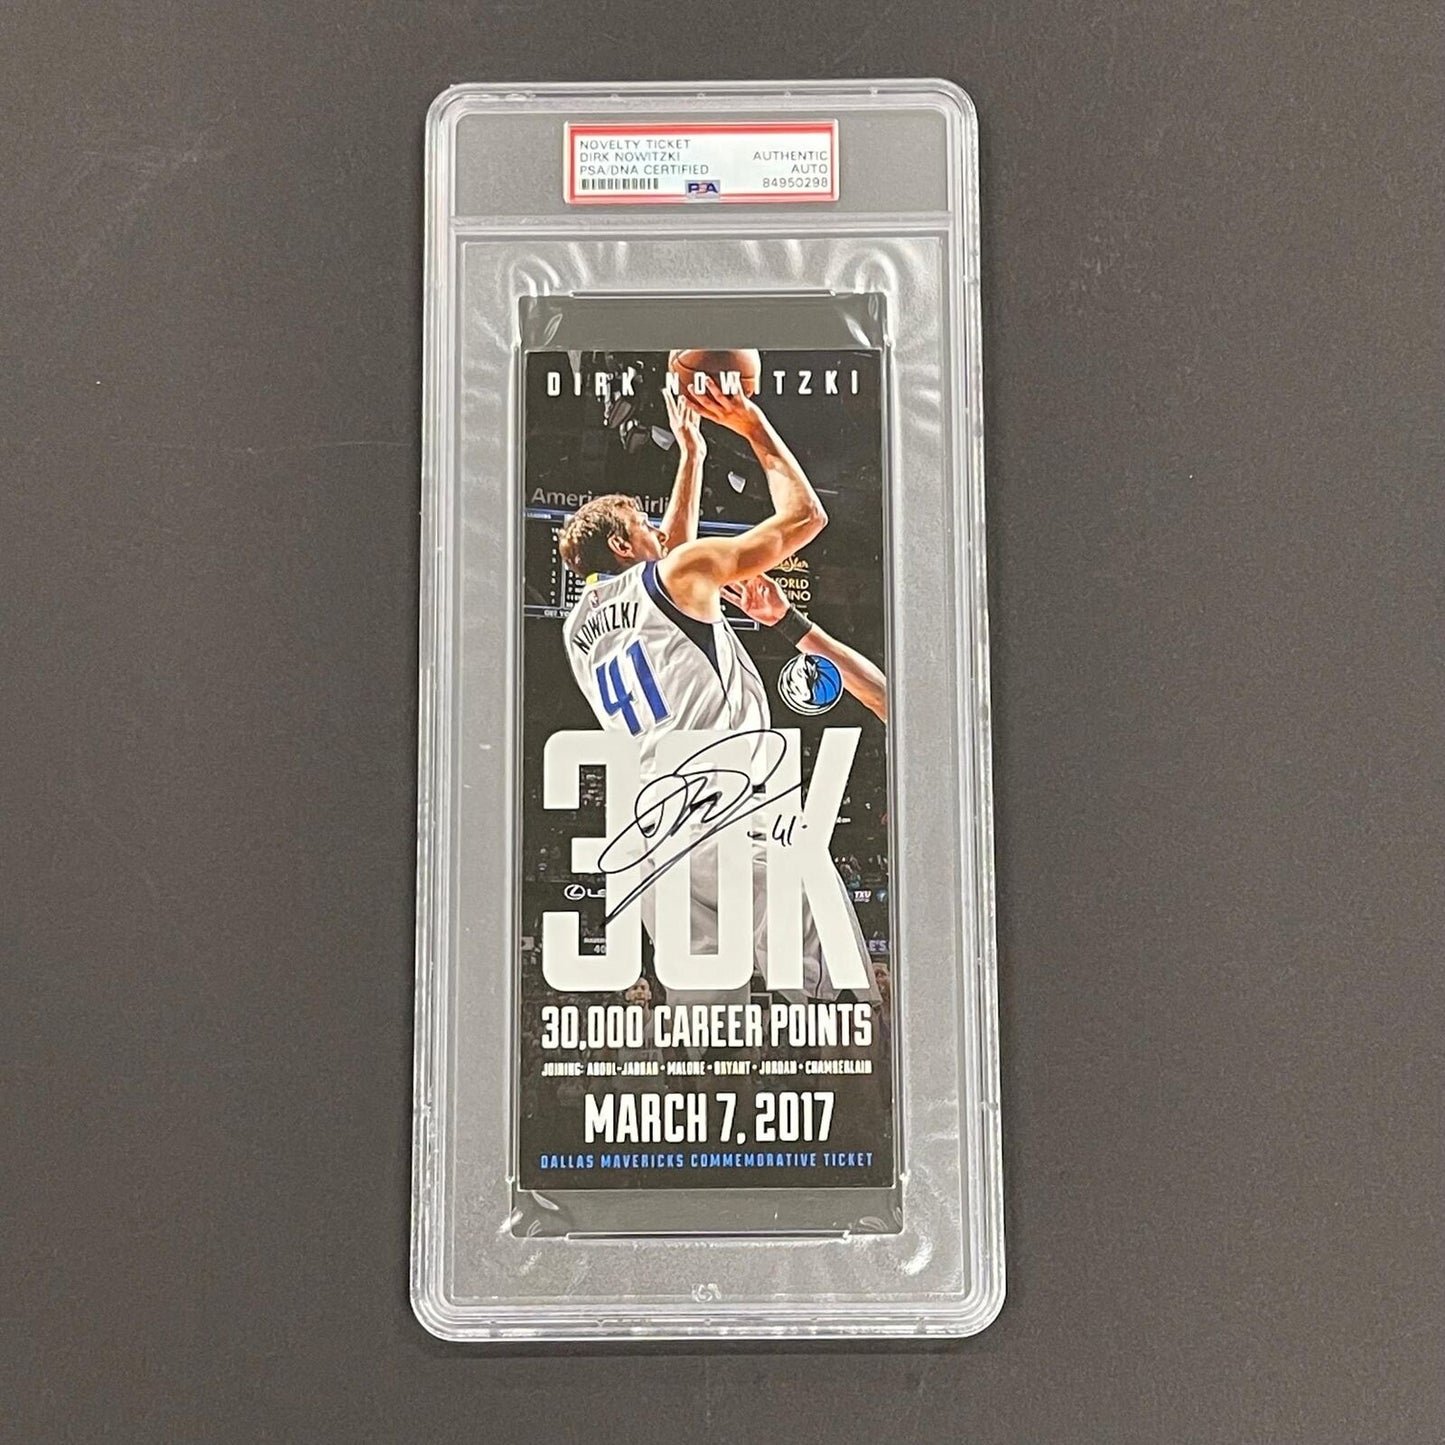 NOVELTY TICKET
DIRK NOWITZKI
PSA/DNA CERTIFIED
AUTHENTIC
AUTO
84950298
PSA
DIRK NOWITZKI
NOWITZKI
41
30K
-41-
30,000 CAREER POINTS
JOINING: ABDUL-JABBAR • MALONE • BRYANT • JORDAN • CHAMBERLAIN
MARCH 7, 2017
DALLAS MAVERICKS COMMEMORATIVE TICKET